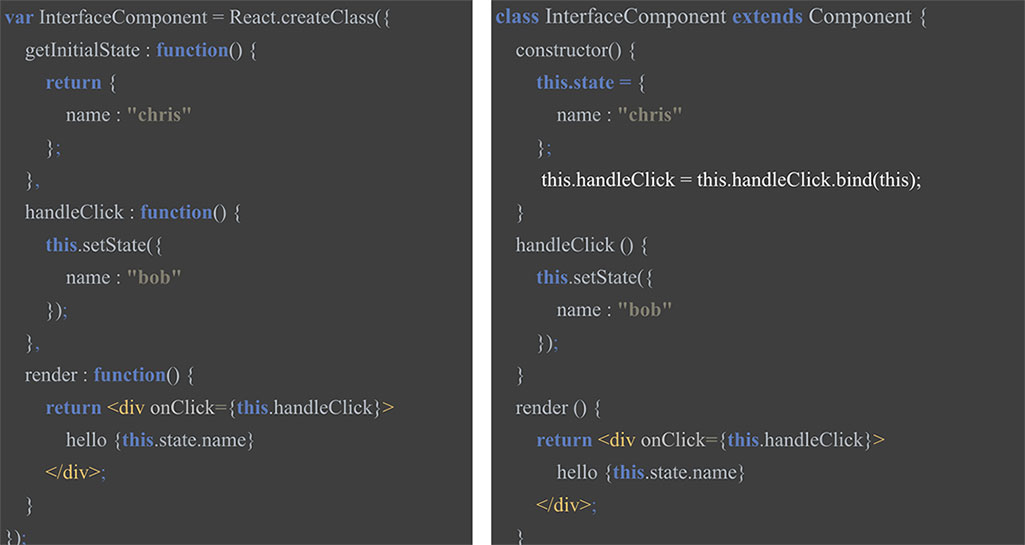 var InterfaceComponent = React.createClass({
getInitialState : function() {
return {
name : "chris"
};
},
handleClick : function() {
this.setState({
name : "bob"
});
},
render : function() {
return <div onClick={this.handleClick}>
hello {this.state.name}
</div>;
}
});
class InterfaceComponent extends Component {
constructor() {
this.state = {
name : "chris"
};
this.handleClick = this.handleClick.bind(this);
}
handleClick () {
this.setState({
name : "bob"
});
}
render () {
return <div onClick={this.handleClick}>
hello {this.state.name}
</div>;
}